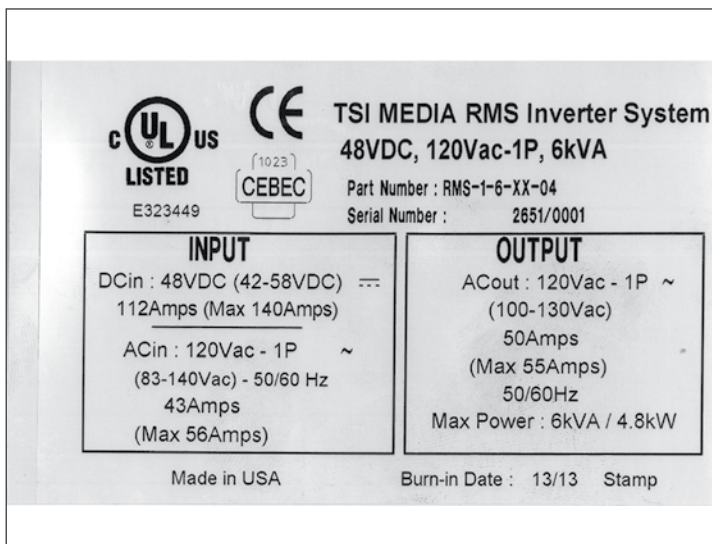 C UL US
®
LISTED
E323449
CE
1023
CEBEC
TSI MEDIA RMS Inverter System
48VDC, 120Vac-1P, 6kVA
Part Number : RMS-1-6-XX-04
Serial Number : 2651/0001
INPUT
DCin : 48VDC (42-58VDC) ⎓
112Amps (Max 140Amps)
ACin : 120Vac - 1P ~
(83-140Vac) - 50/60 Hz
43Amps
(Max 56Amps)
OUTPUT
ACout : 120Vac - 1P ~
(100-130Vac)
50Amps
(Max 55Amps)
50/60Hz
Max Power : 6kVA / 4.8kW
Made in USA
Burn-in Date : 13/13 Stamp